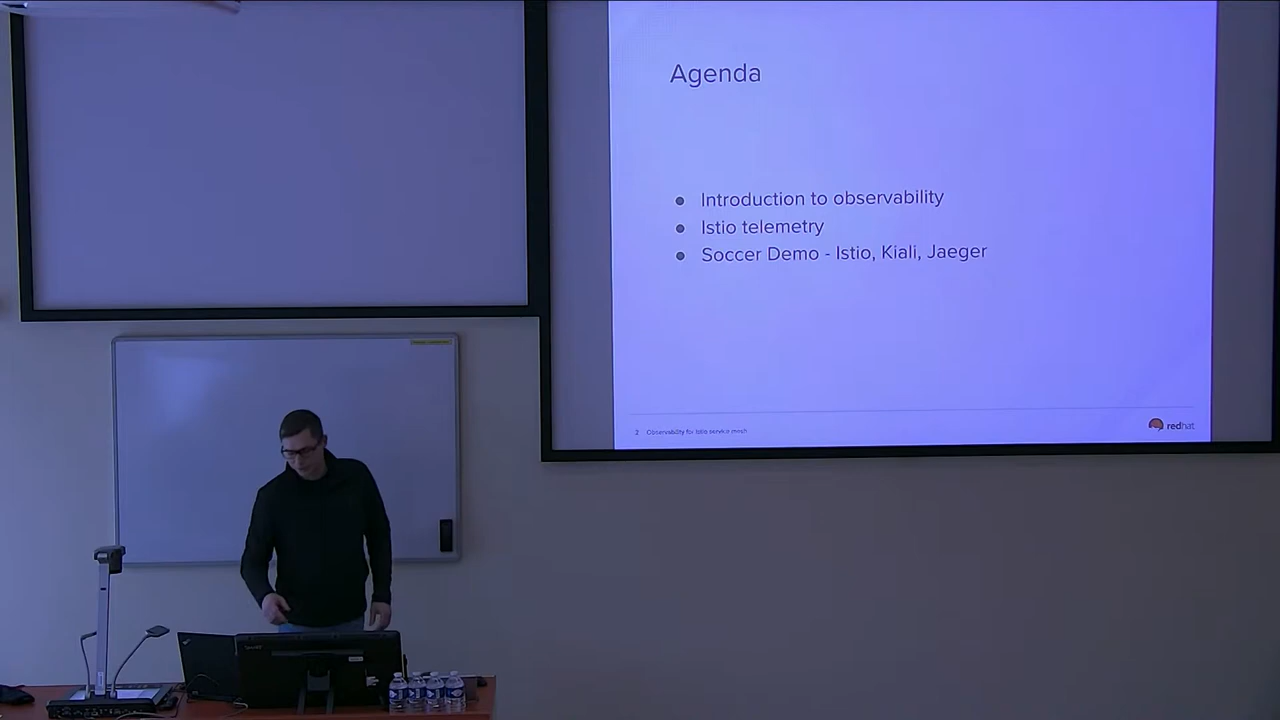 Agenda
Introduction to observability
Istio telemetry
Soccer Demo - Istio, Kiali, Jaeger
2 Observability for Istio service mesh
redhat